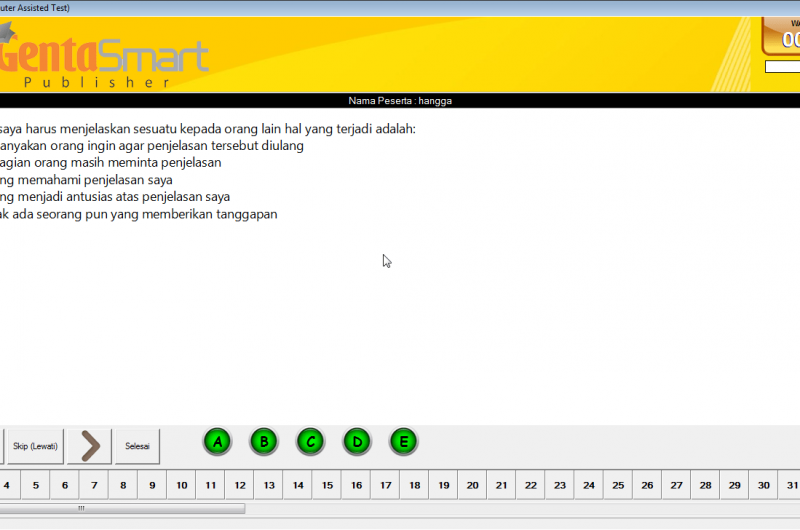 uter Assisted Test)
GentaSmart
Publisher
WA
00
Nama Peserta : hangga
saya harus menjelaskan sesuatu kepada orang lain hal yang terjadi adalah:
anyakan orang ingin agar penjelasan tersebut diulang
agian orang masih meminta penjelasan
ng memahami penjelasan saya
ng menjadi antusias atas penjelasan saya
ak ada seorang pun yang memberikan tanggapan
Skip (Lewati) Selesai A B C D E
4 5 6 7 8 9 10 11 12 13 14 15 16 17 18 19 20 21 22 23 24 25 26 27 28 29 30 31